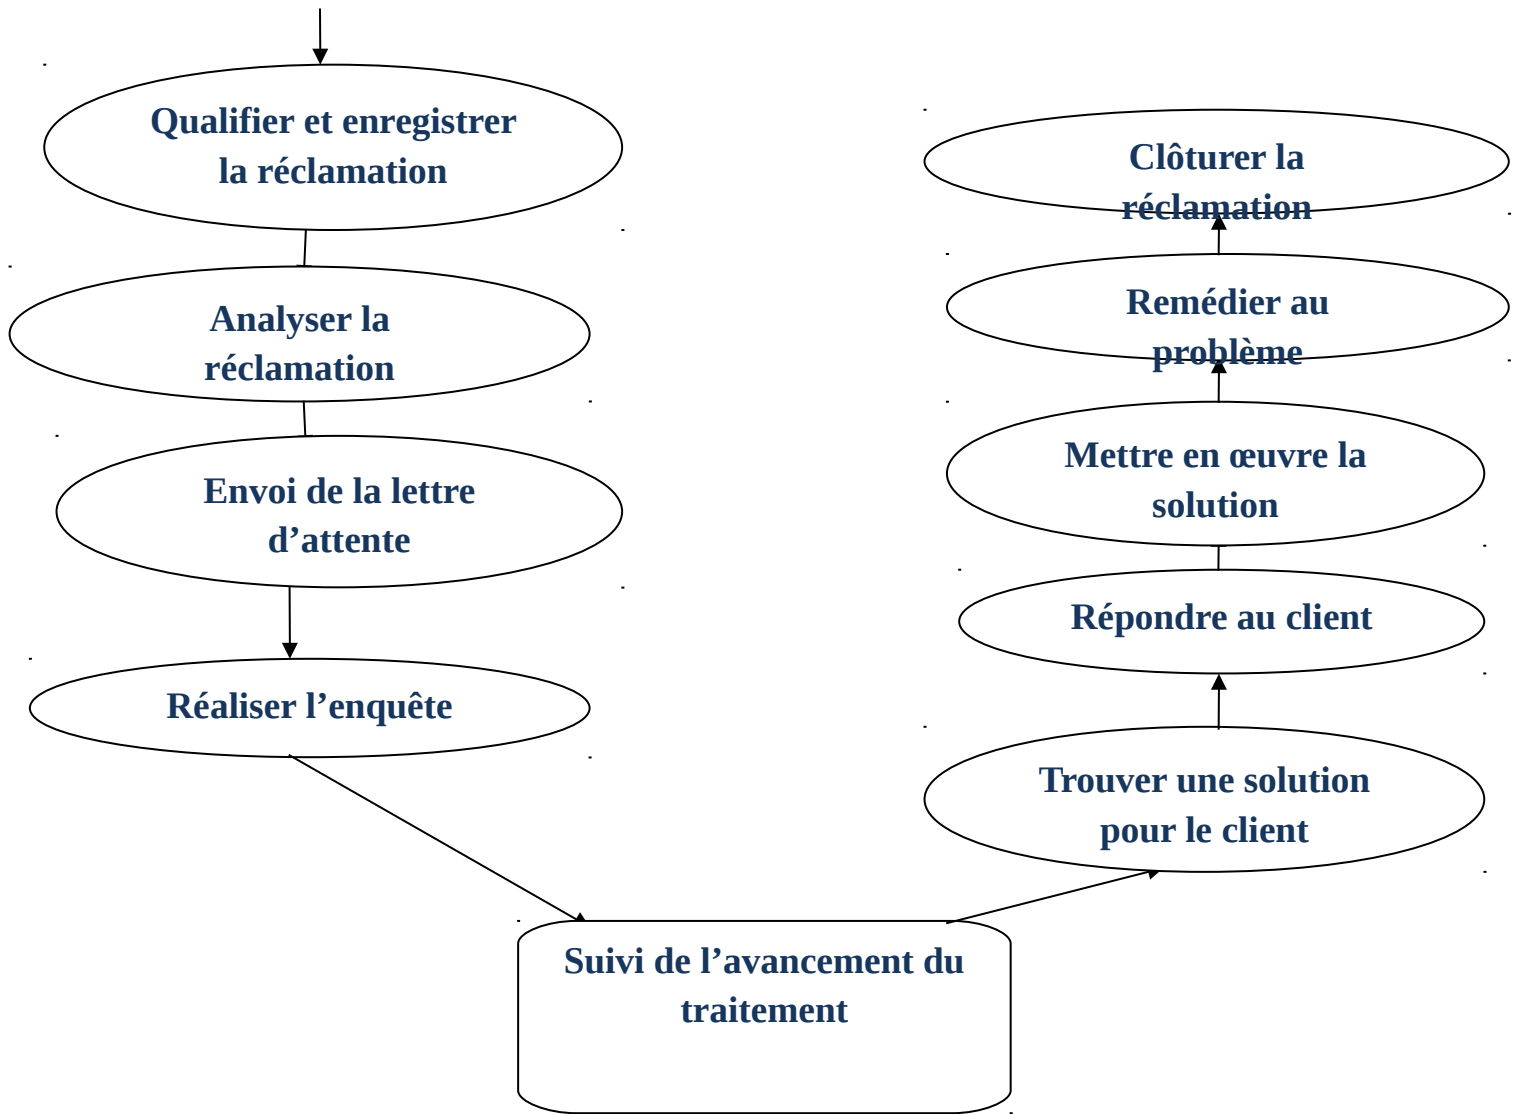 Qualifier et enregistrer
la réclamation
Analyser la
réclamation
Envoi de la lettre
d’attente
Réaliser l’enquête
Suivi de l’avancement du
traitement
Clôturer la
réclamation
Remédier au
problème
Mettre en œuvre la
solution
Répondre au client
Trouver une solution
pour le client